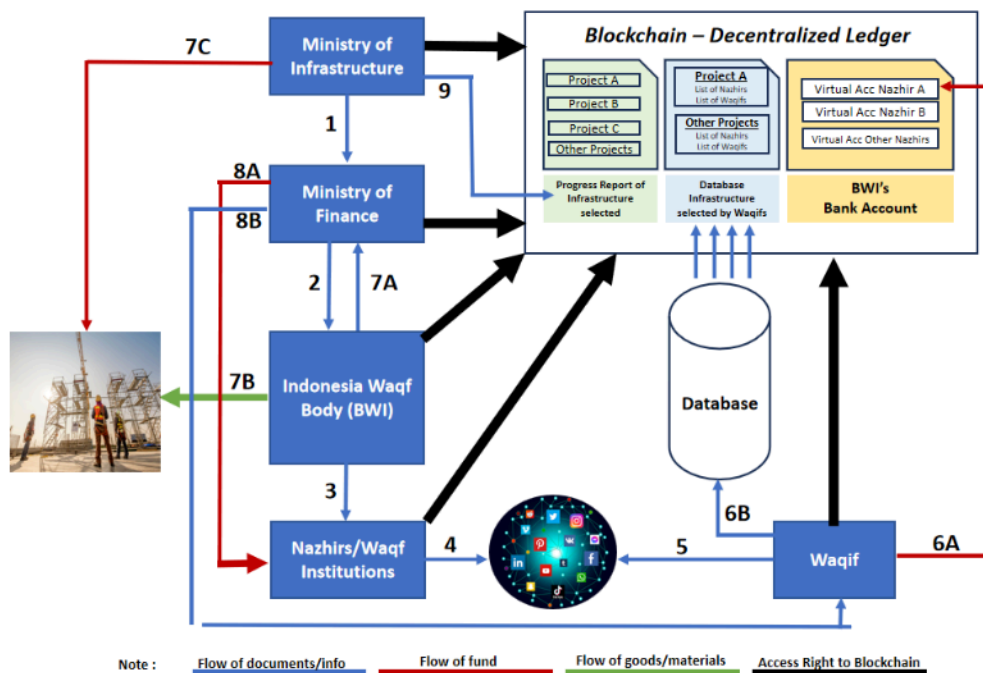 7C
Ministry of
Infrastructure
9
1
Blockchain – Decentralized Ledger
Project A
Project B
Project C
Other Projects
Project A
List of Nazhirs
List of Waqifs
Other Projects
List of Nazhirs
List of Waqifs
Virtual Acc Nazhir A
Virtual Acc Nazhir B
Virtual Acc Other Nazhirs
Progress Report of
Infrastructure
selected
Database
Infrastructure
selected by Waqifs
BWI's
Bank Account
8A
8B
Ministry of
Finance
2
7A
7B
Indonesia Waqf
Body (BWI)
Database
3
6B
Nazhirs/Waqf
Institutions
4
in
f
t
5
Waqif
6A
Note :
Flow of documents/info
Flow of fund
Flow of goods/materials
Access Right to Blockchain